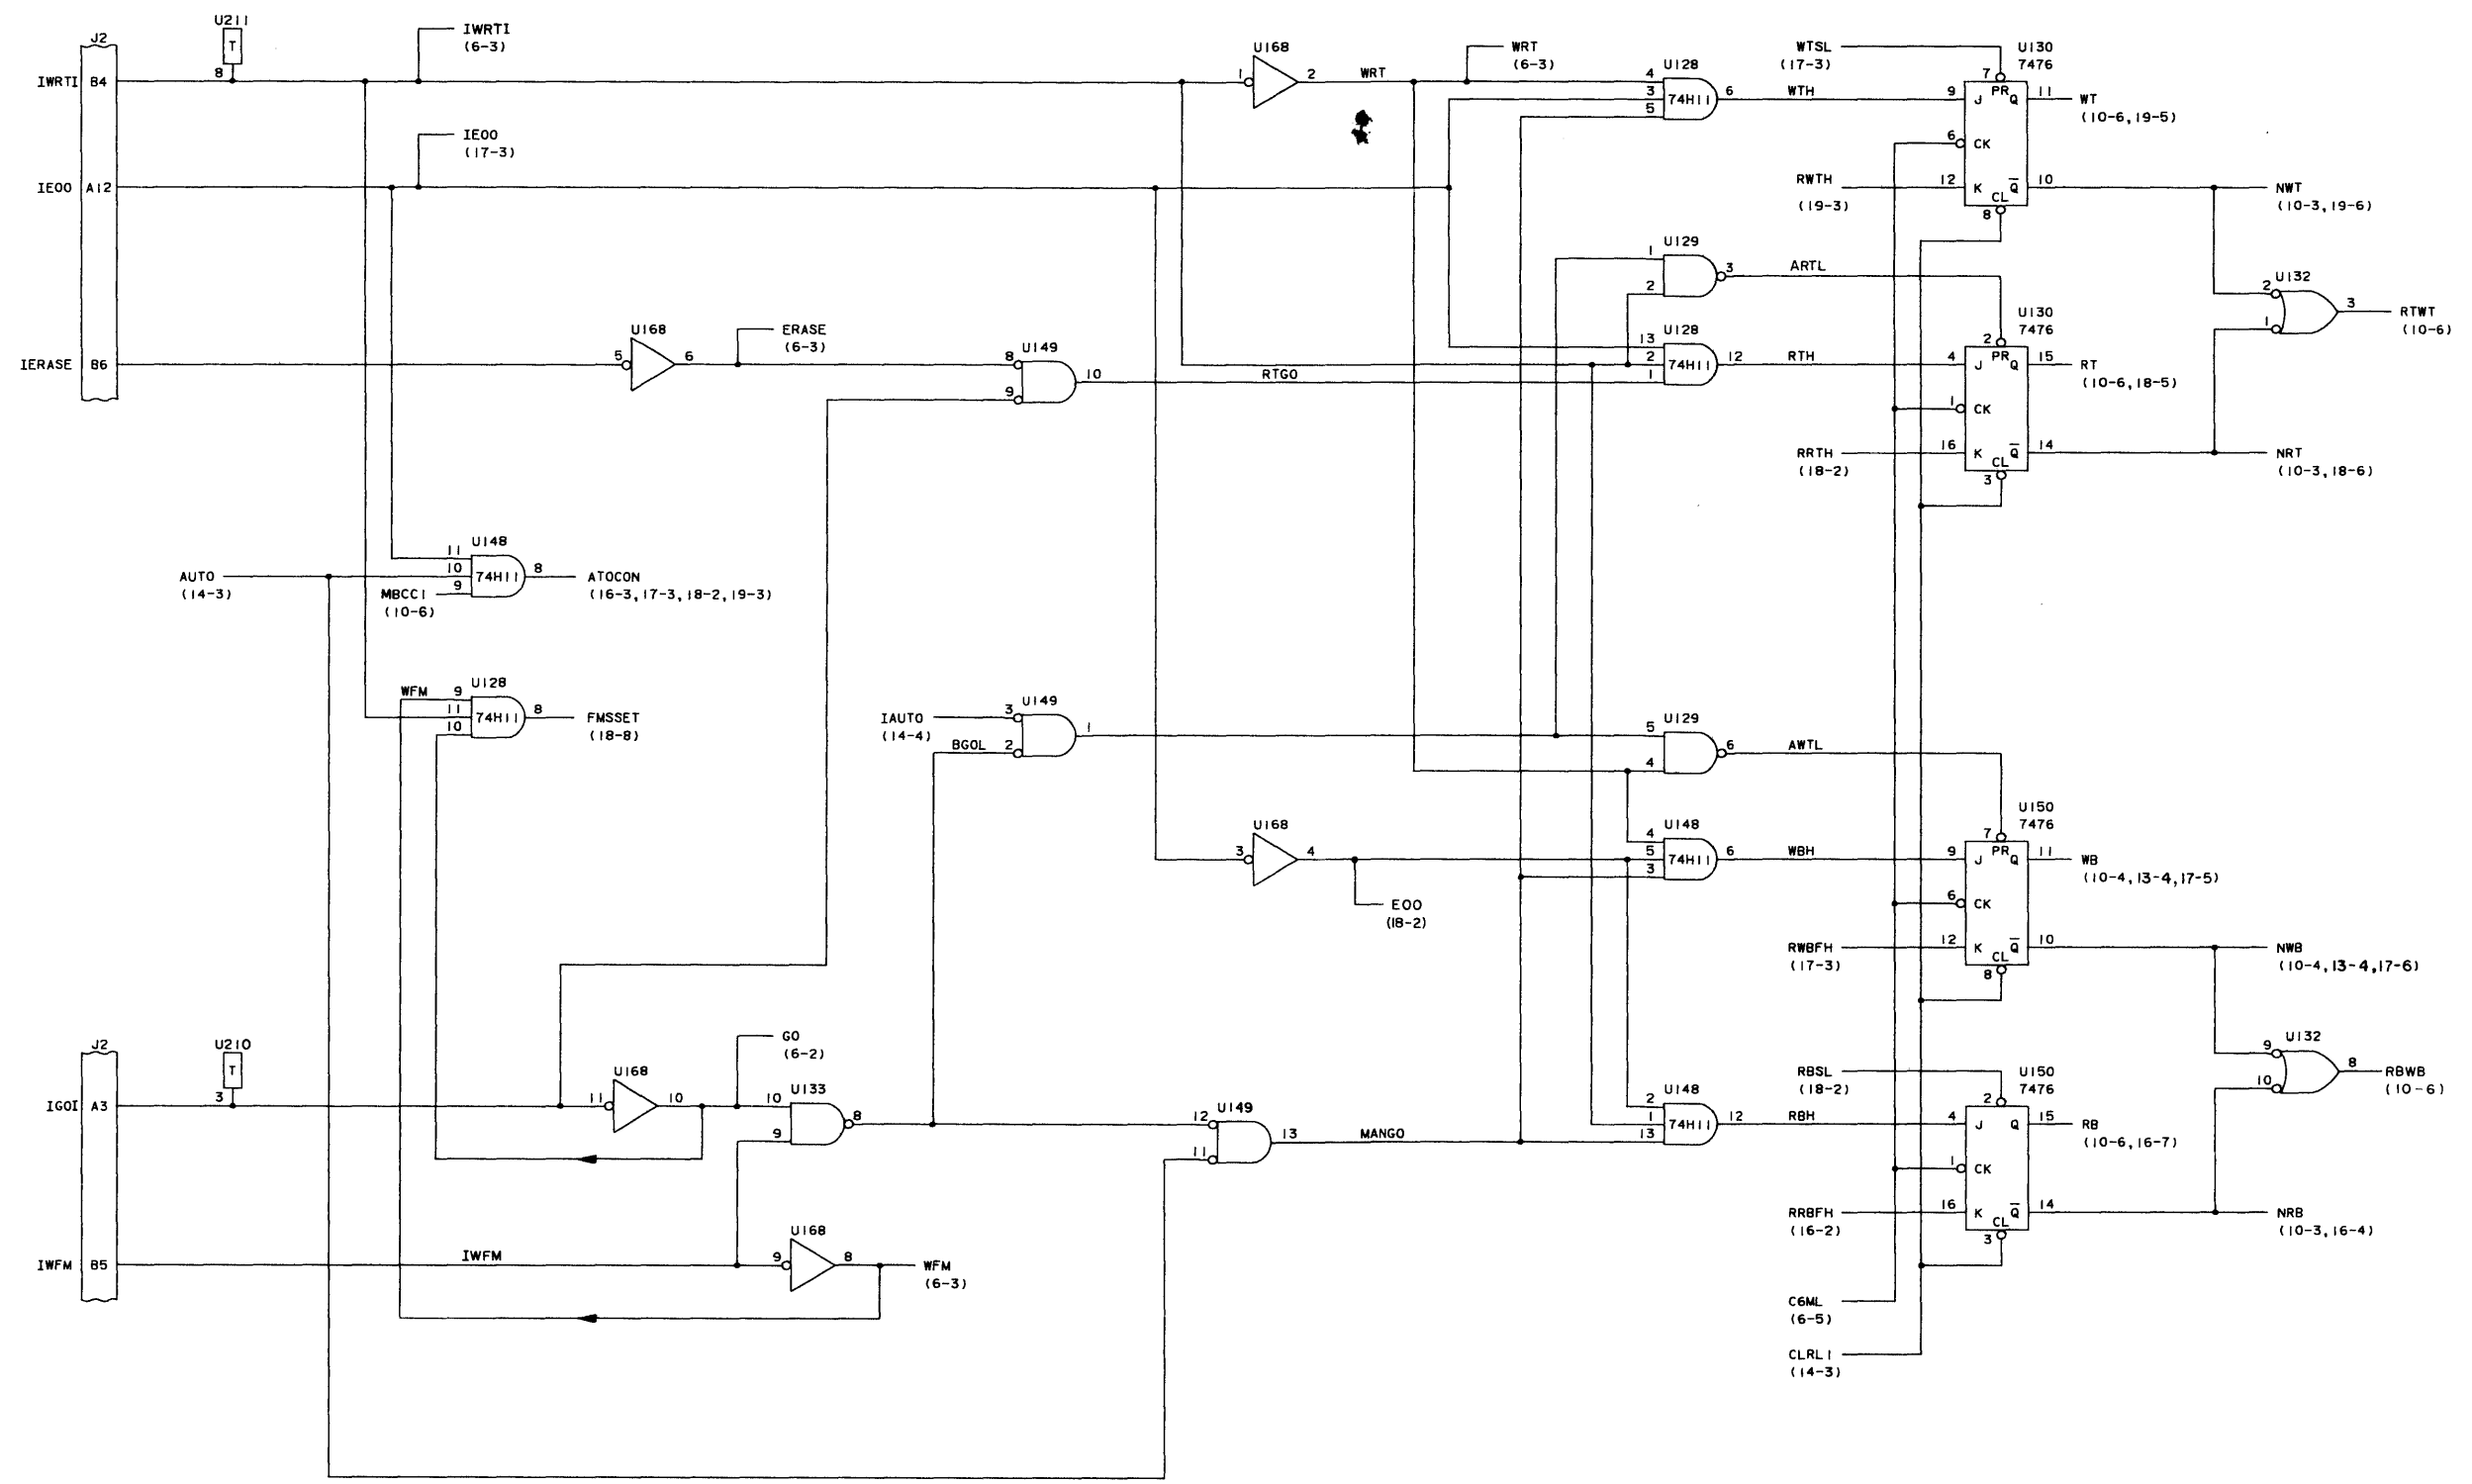 U211
J2
T
8
IWRTI
(6-3)
IWRTI B4
U168
1
2
WRT
WRT
(6-3)
WTSL
(17-3)
U130
7476
U128
4
3
5
74H11
6
WTH
7
PR
9
J
Q
11
WT
(10-6,19-5)
6
CK
IEOO
(17-3)
IEOO A12
RWTH
(19-3)
12
K
Q
CL
8
10
NWT
(10-3,19-6)
U129
1
2
3
ARTL
U132
2
1
3
RTWT
(10-6)
IERASE B6
U168
5
6
ERASE
(6-3)
U149
8
9
10
RTGO
U128
13
2
1
74H11
12
RTH
U130
7476
2
PR
4
J
Q
15
RT
(10-6,18-5)
1
CK
RRTH
(18-2)
16
K
Q
CL
3
14
NRT
(10-3,18-6)
AUTO
(14-3)
U148
11
10
9
74H11
8
MBCC1
(10-6)
ATOCON
(16-3,17-3,18-2,19-3)
WFM
U128
9
11
10
74H11
8
FMSSET
(18-8)
IAUTO
(14-4)
BGOL
U149
3
2
1
U129
5
4
6
AWTL
U168
3
4
EOO
(18-2)
U148
4
5
3
74H11
6
WBH
U150
7476
7
PR
9
J
Q
11
WB
(10-4,13-4,17-5)
6
CK
RWBFH
(17-3)
12
K
Q
CL
8
10
NWB
(10-4,13-4,17-6)
J2
U210
T
3
IGOI A3
U168
11
10
GO
(6-2)
U133
10
9
8
U149
12
11
13
MANGO
U148
2
1
13
74H11
12
RBH
RBSL
(18-2)
U150
7476
2
PR
4
J
Q
15
RB
(10-6,16-7)
1
CK
RRBFH
(16-2)
16
K
Q
CL
3
14
NRB
(10-3,16-4)
U132
9
10
8
RBWB
(10-6)
IWFM B5
IWFM
U168
9
8
WFM
(6-3)
C6ML
(6-5)
CLRL1
(14-3)